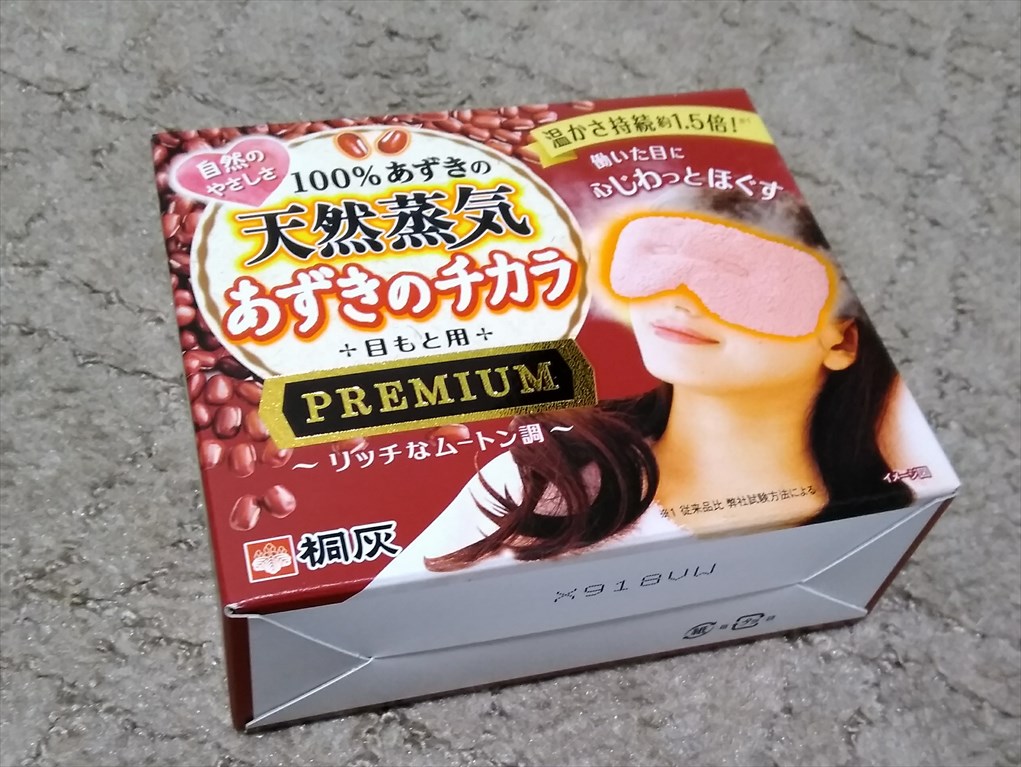 自然の
やさしさ
100%あずきの
天然蒸気
あずきのチカラ
+目もと用+
PREMIUM
～リッチなムートン調～
桐灰
温かさ持続約1.5倍!※1
働いた目に
じわっとほぐす
イメージ図
※1 従来品比 弊社試験方法による
X918VW